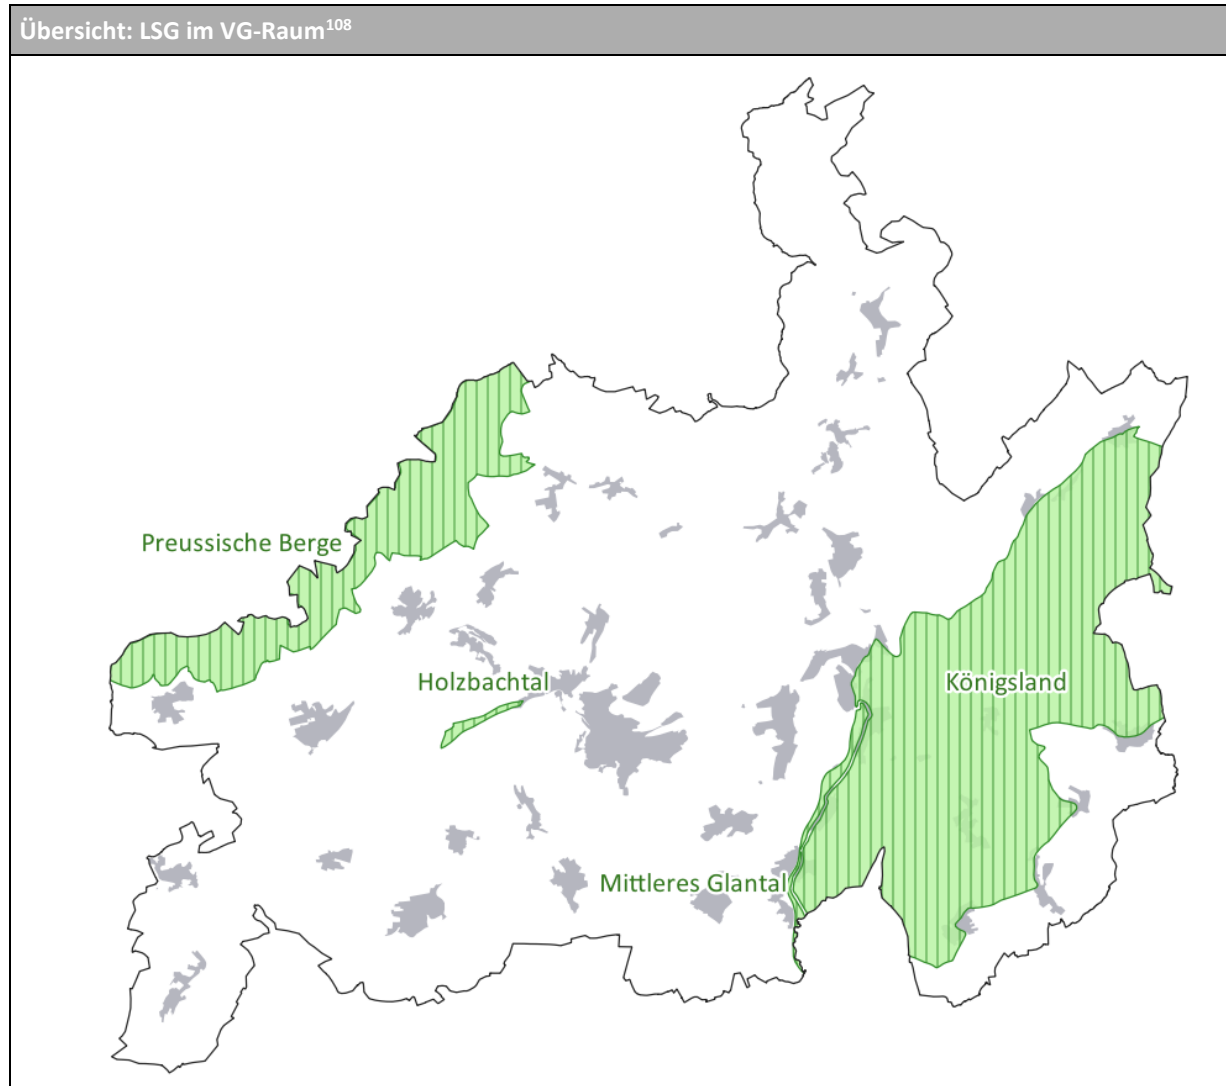 Übersicht: LSG im VG-Raum108
Preussische Berge
Holzbachtal
Königsland
Mittleres Glantal